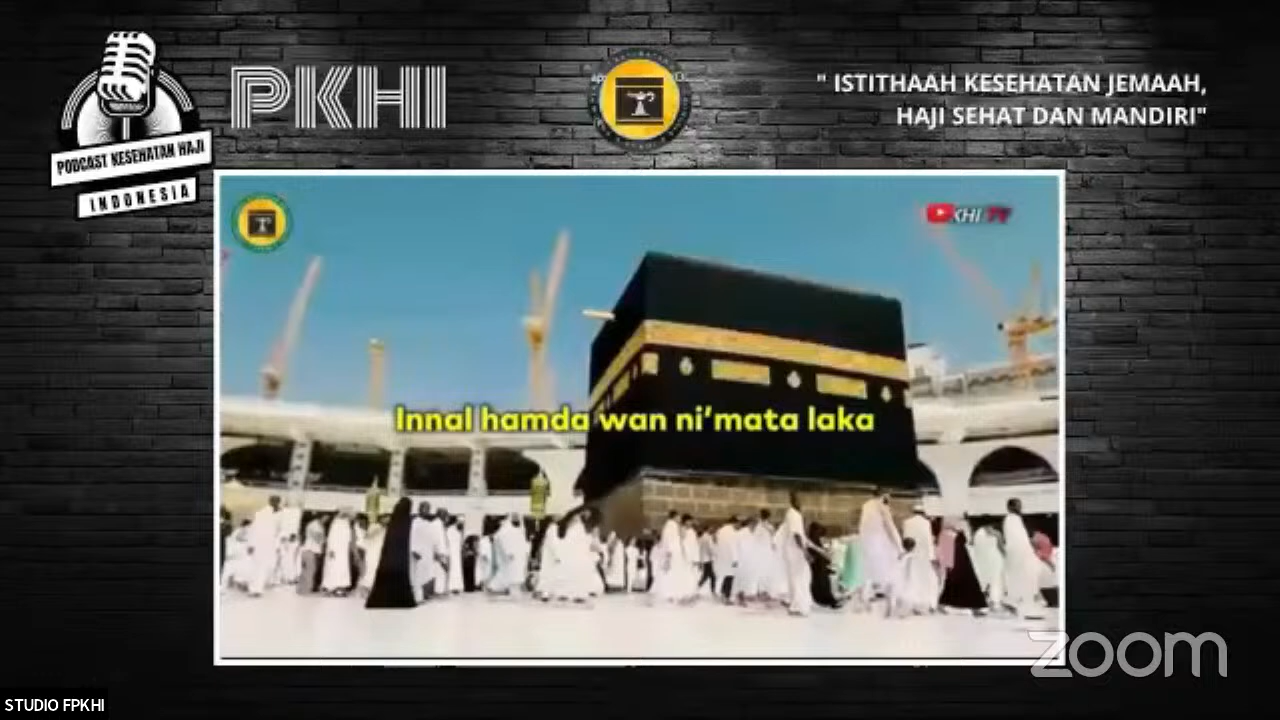 PODCAST KESEHATAN HAJI
INDONESIA
PKHI
" ISTITHAAH KESEHATAN JEMAAH,
HAJI SEHAT DAN MANDIRI"
KHI TV
Innal hamda wan ni'mata laka
zoom
STUDIO FPKHI